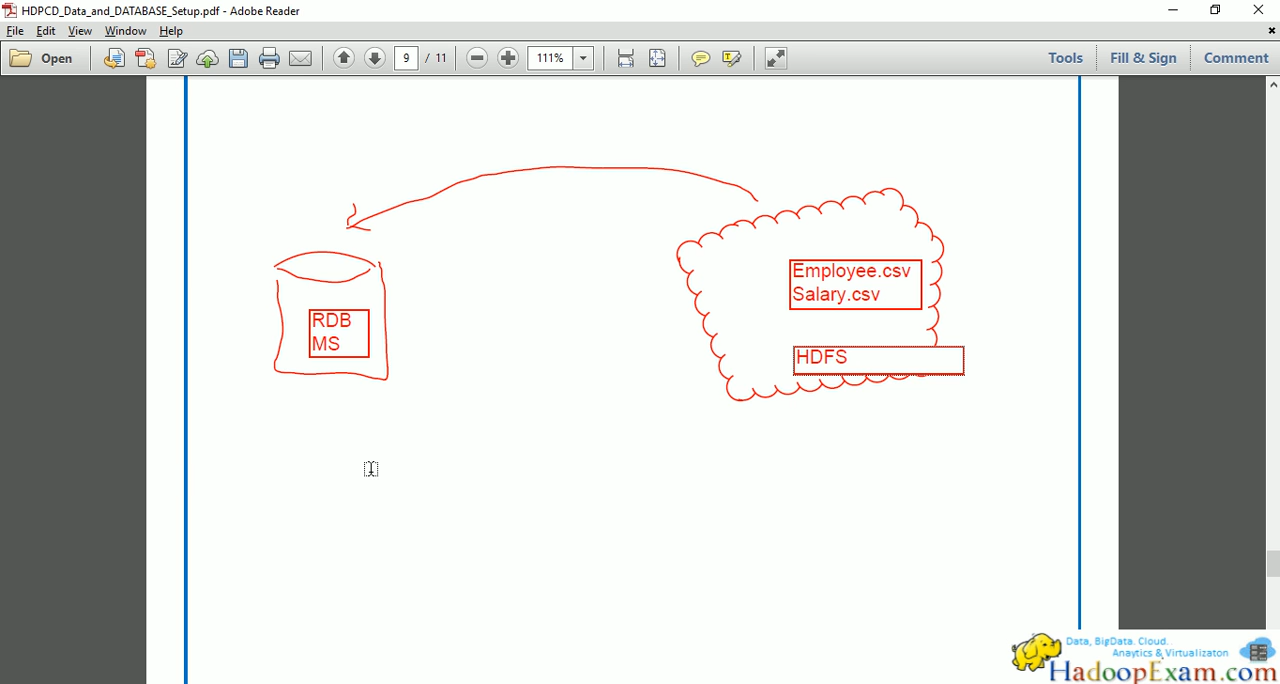 HDPCD_Data_and_DATABASE_Setup.pdf - Adobe Reader
File Edit View Window Help
Open 9 / 11 111% Tools Fill & Sign Comment
Employee.csv
Salary.csv
RDB
MS
HDFS
Data, BigData. Cloud.
Anaytics & Virtualizaton
HadoopExam.com